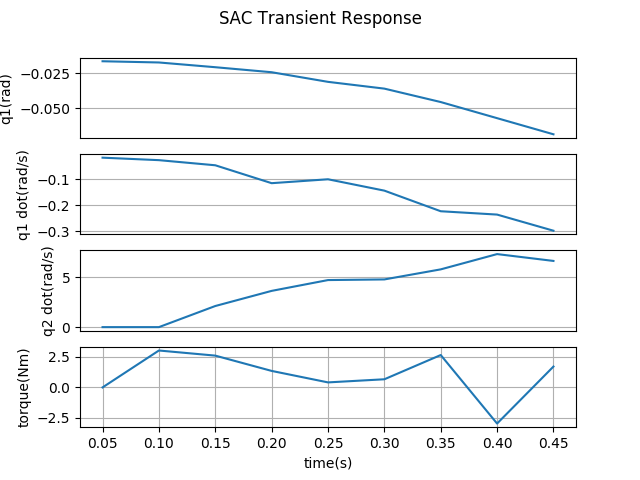 SAC Transient Response
q1(rad)
−0.025
−0.050
q1 dot(rad/s)
−0.1
−0.2
−0.3
q2 dot(rad/s)
5
0
torque(Nm)
2.5
0.0
−2.5
0.05 0.10 0.15 0.20 0.25 0.30 0.35 0.40 0.45
time(s)